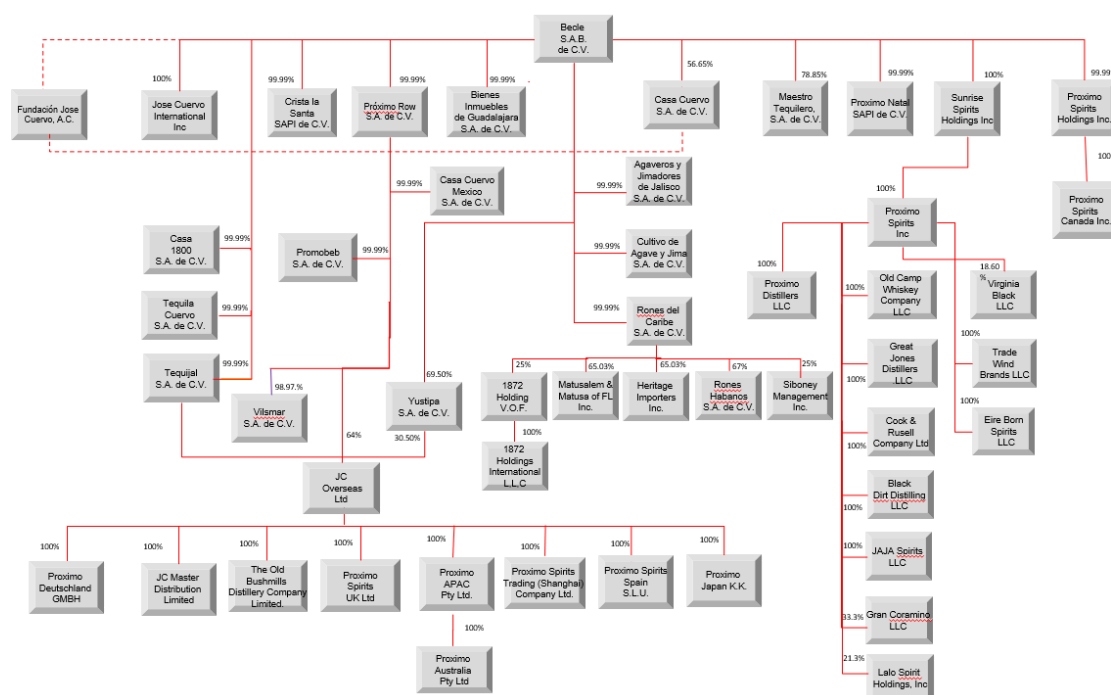 Becle
S.A.B.
de C.V.
100%
99.99%
99.99%
99.99%
56.65%
78.85%
99.99%
100%
99.99%
Fundación Jose
Cuervo, A.C.
Jose Cuervo
International
Inc
Crista la
Santa
SAPI de C.V.
Próximo Row
S.A. de C.V.
Bienes
Inmuebles
de Guadalajara
S.A. de C.V.
Casa Cuervo
S.A. de C.V.
Maestro
Tequilero,
S.A. de C.V.
Proximo Natal
SAPI de C.V.
Sunrise
Spirits
Holdings Inc
Proximo
Spirits
Holdings Inc.
100%
Proximo
Spirits
Canada Inc.
99.99%
Casa Cuervo
Mexico
S.A. de C.V.
99.99%
Agaveros y
Jimadores
de Jalisco
S.A. de C.V.
100%
Proximo
Spirits
Inc
Casa
1800
S.A. de C.V.
99.99%
Promobeb
S.A. de C.V.
99.99%
99.99%
Cultivo de
Agave y Jima
S.A. de C.V.
Tequila
Cuervo
S.A. de C.V.
99.99%
99.99%
Rones del
Caribe
S.A. de C.V.
100%
Proximo
Distillers
LLC
100%
Old Camp
Whiskey
Company
LLC
18.60
%
Virginia
Black
LLC
Tequijal
S.A. de C.V.
99.99%
98.97.%
Vilsmar
S.A. de C.V.
69.50%
Yustipa
S.A. de C.V.
30.50%
25%
65.03%
65.03%
67%
25%
1872
Holding
V.O.F.
Matusalem &
Matusa of FL
Inc.
Heritage
Importers
Inc.
Rones
Habanos
S.A. de C.V.
Siboney
Management
Inc.
100%
1872
Holdings
International
L.L,C
100%
Great
Jones
Distillers
.LLC
100%
Trade
Wind
Brands LLC
100%
Cock &
Rusell
Company Ltd
100%
Eire Born
Spirits
LLC
64%
JC
Overseas
Ltd
100%
Black
Dirt Distilling
LLC
100%
JAJA Spirits
LLC
33.3%
Gran Coramino
LLC
21.3%
Lalo Spirit
Holdings, Inc
100%
100%
100%
100%
100%
100%
100%
100%
Proximo
Deutschland
GMBH
JC Master
Distribution
Limited
The Old
Bushmills
Distillery Company
Limited.
Proximo
Spirits
UK Ltd
Proximo
APAC
Pty Ltd.
Proximo Spirits
Trading (Shanghai)
Company Ltd.
Proximo Spirits
Spain
S.L.U.
Proximo
Japan K.K.
100%
Proximo
Australia
Pty Ltd